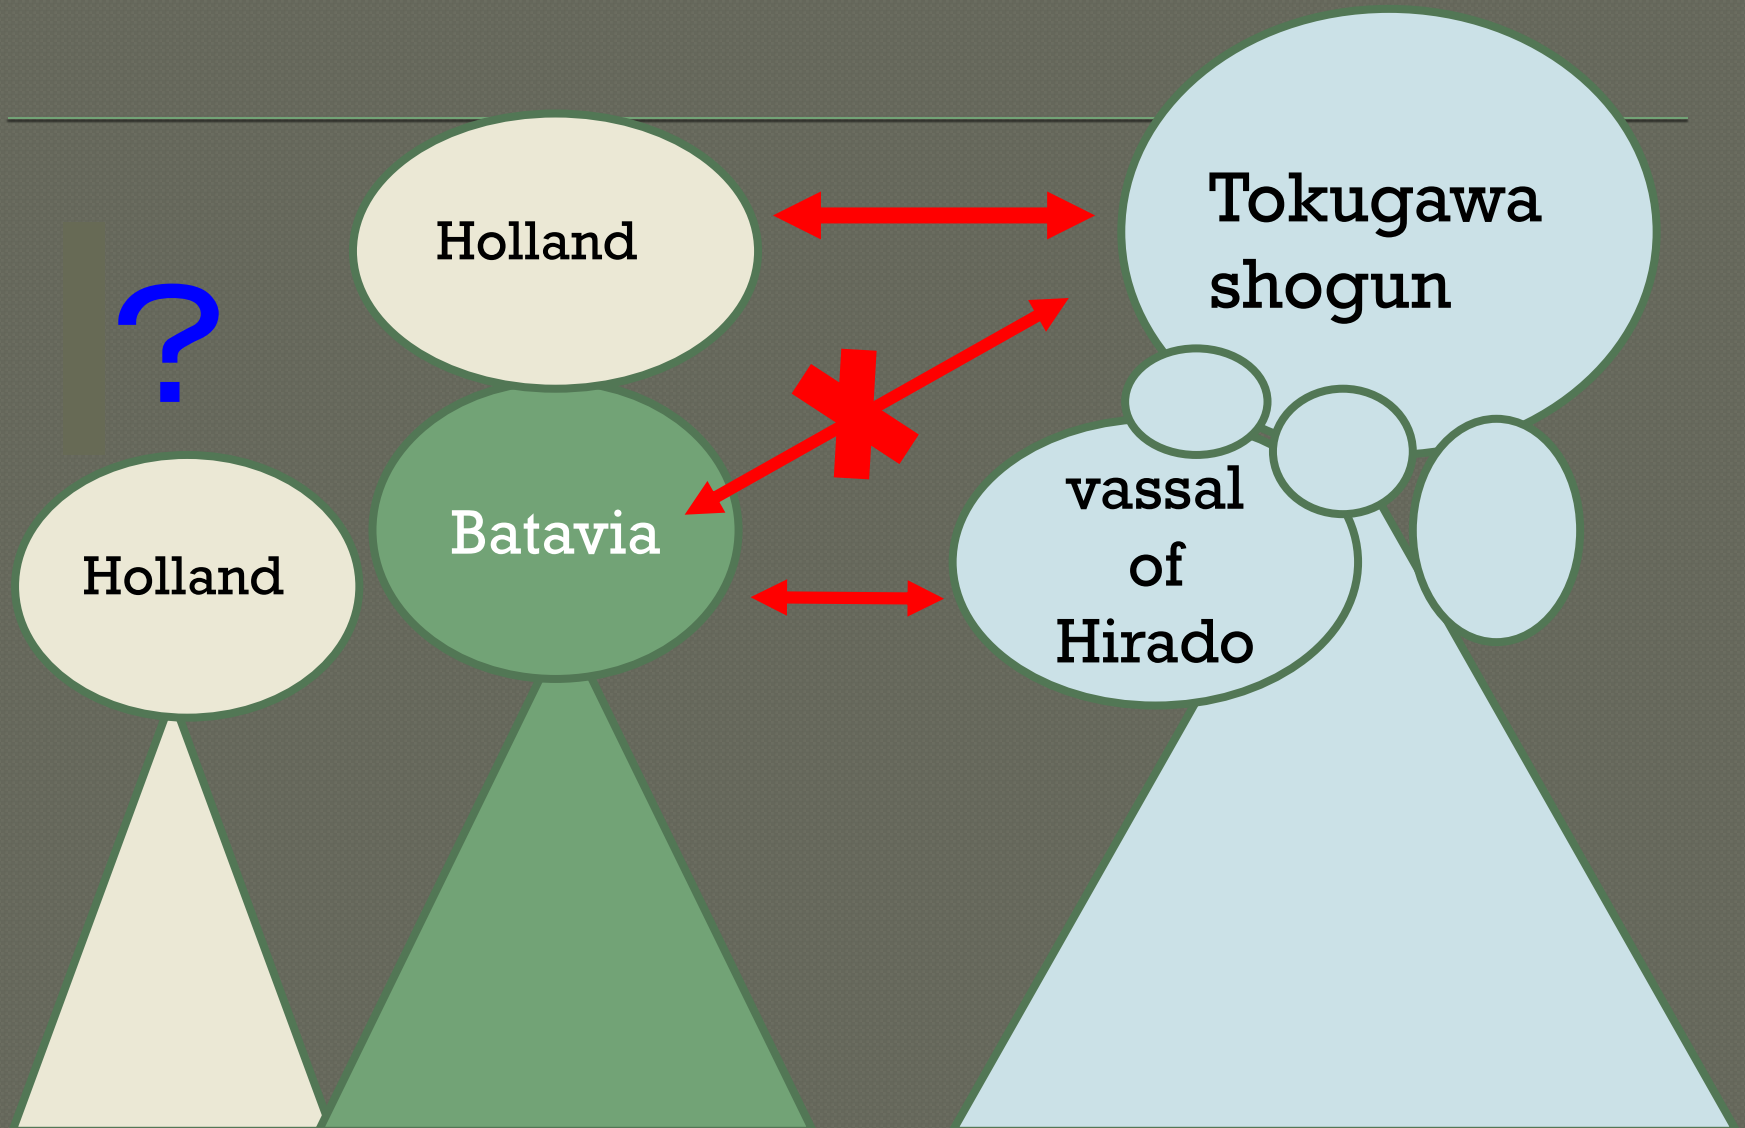 Holland
Tokugawa
shogun
?
vassal
of
Hirado
Batavia
Holland